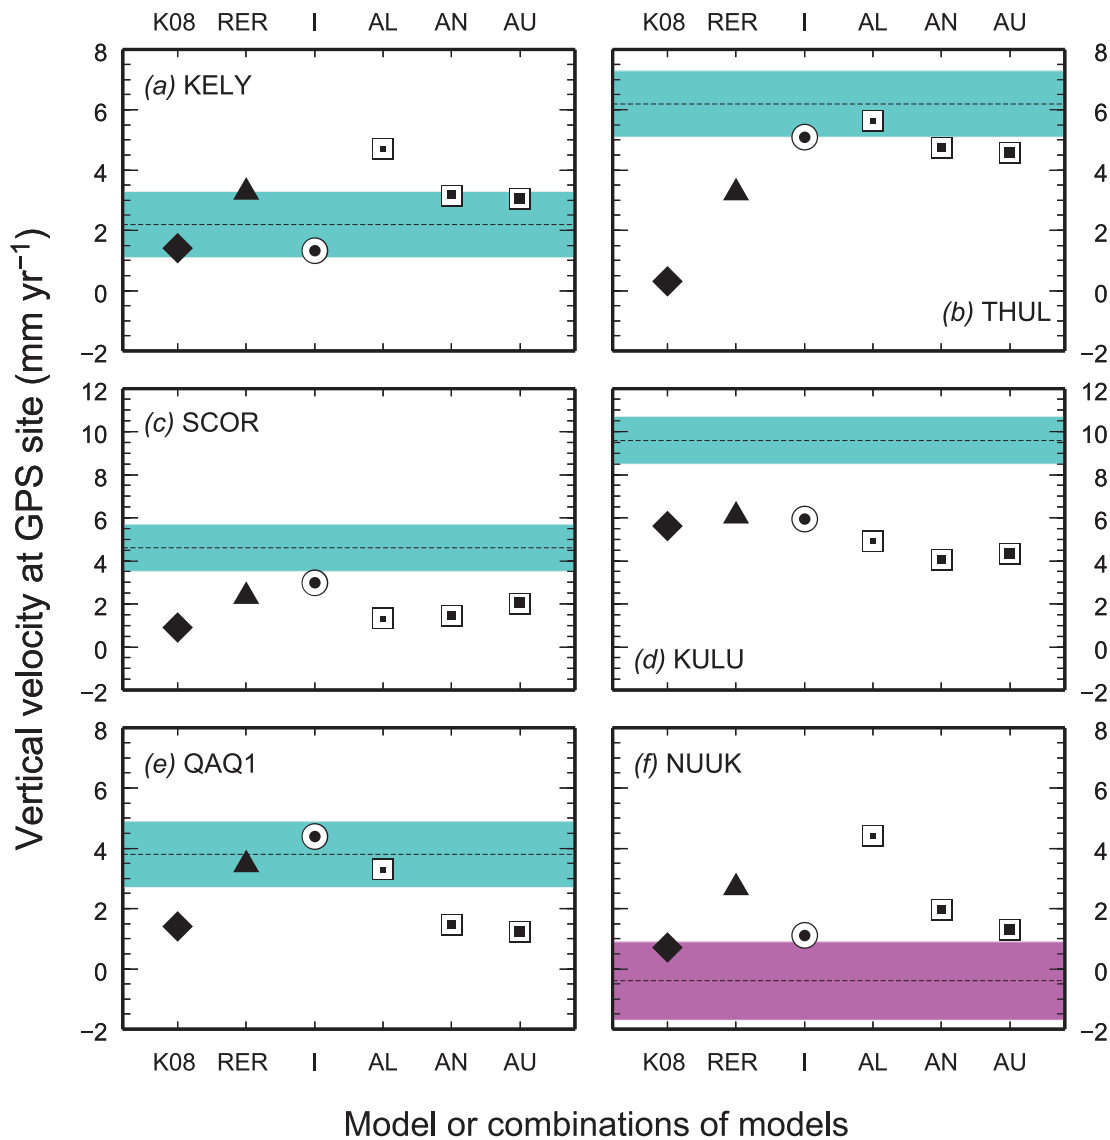 K08 RER I AL AN AU K08 RER I AL AN AU
8 8
(a) KELY
6 6
4 4
2 2
0 0
(b) THUL
−2 −2
12 12
(c) SCOR
10 10
8 8
6 6
4 4
2 2
0 0
(d) KULU
−2 −2
8 8
(e) QAQ1 (f) NUUK
6 6
4 4
2 2
0 0
−2 −2
K08 RER I AL AN AU K08 RER I AL AN AU
Vertical velocity at GPS site (mm yr−1)
Model or combinations of models